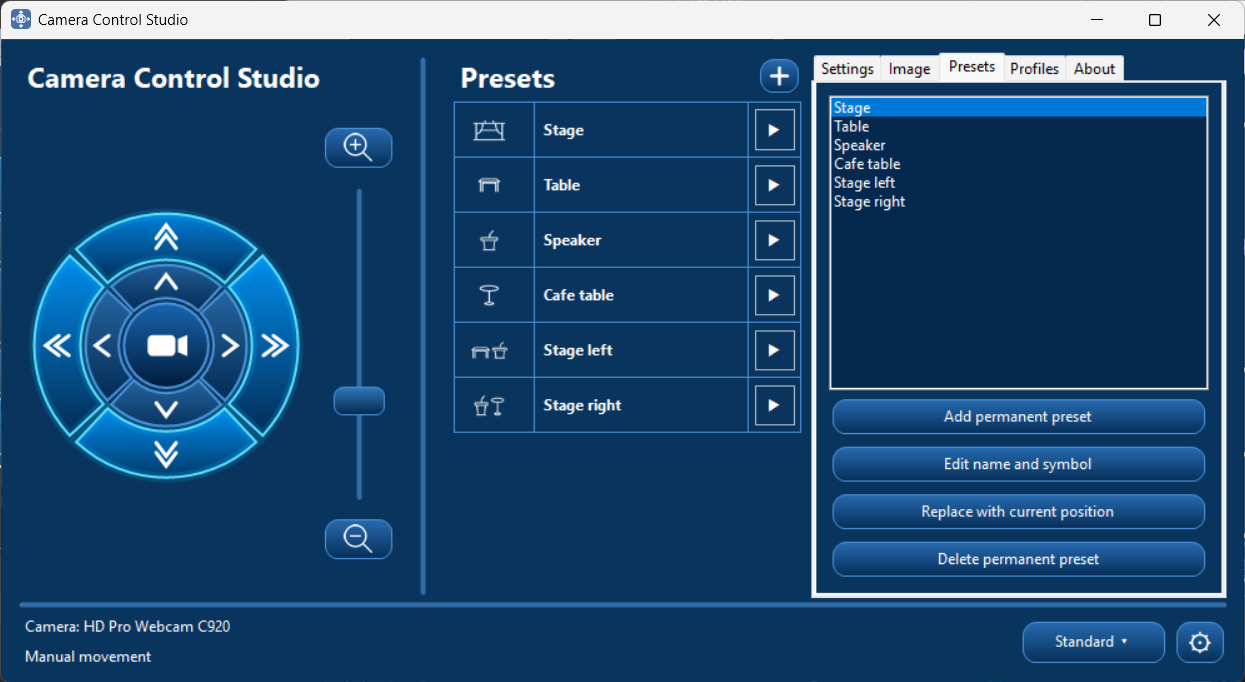 Camera Control Studio
Camera Control Studio
Presets
Stage
Table
Speaker
Cafe table
Stage left
Stage right
Settings
Image
Presets
Profiles
About
Stage
Table
Speaker
Cafe table
Stage left
Stage right
Add permanent preset
Edit name and symbol
Replace with current position
Delete permanent preset
Camera: HD Pro Webcam C920
Manual movement
Standard